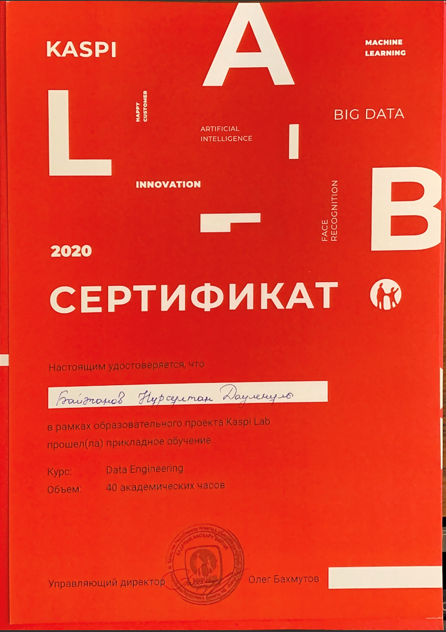 KASPI
LAB
MACHINE
LEARNING
HAPPY
CUSTOMER
ARTIFICIAL
INTELLIGENCE
BIG DATA
INNOVATION
FACE
RECOGNITION
2020
СЕРТИФИКАТ
Настоящим удостоверяется, что
Нурсултан
в рамках образовательного проекта Kaspi Lab
прошел(ла) прикладное обучение
Курс: Data Engineering
Объем: 40 академических часов
Управляющий директор Олег Бахмутов